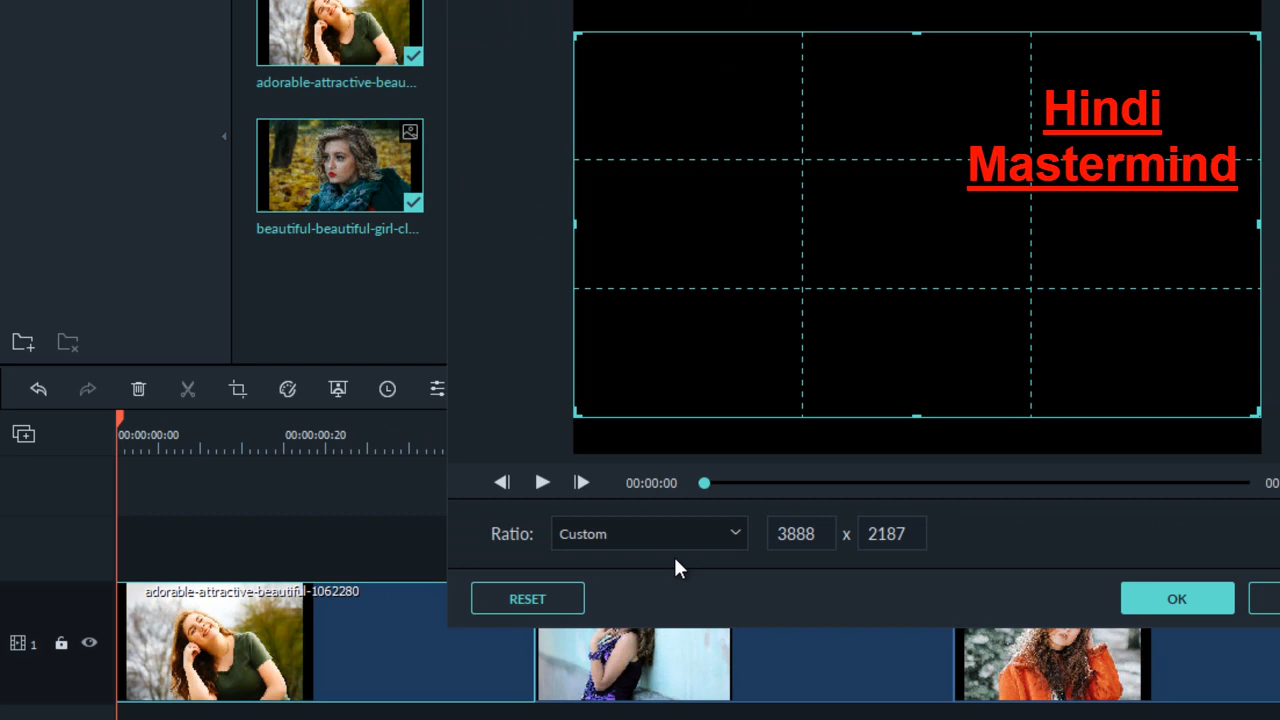 adorable-attractive-beau...
beautiful-beautiful-girl-cl...
Hindi
Mastermind
00:00:00:00
00:00:00:20
00:00:00
00
Ratio:
Custom
3888 x 2187
RESET
OK
adorable-attractive-beautiful-1062280
1